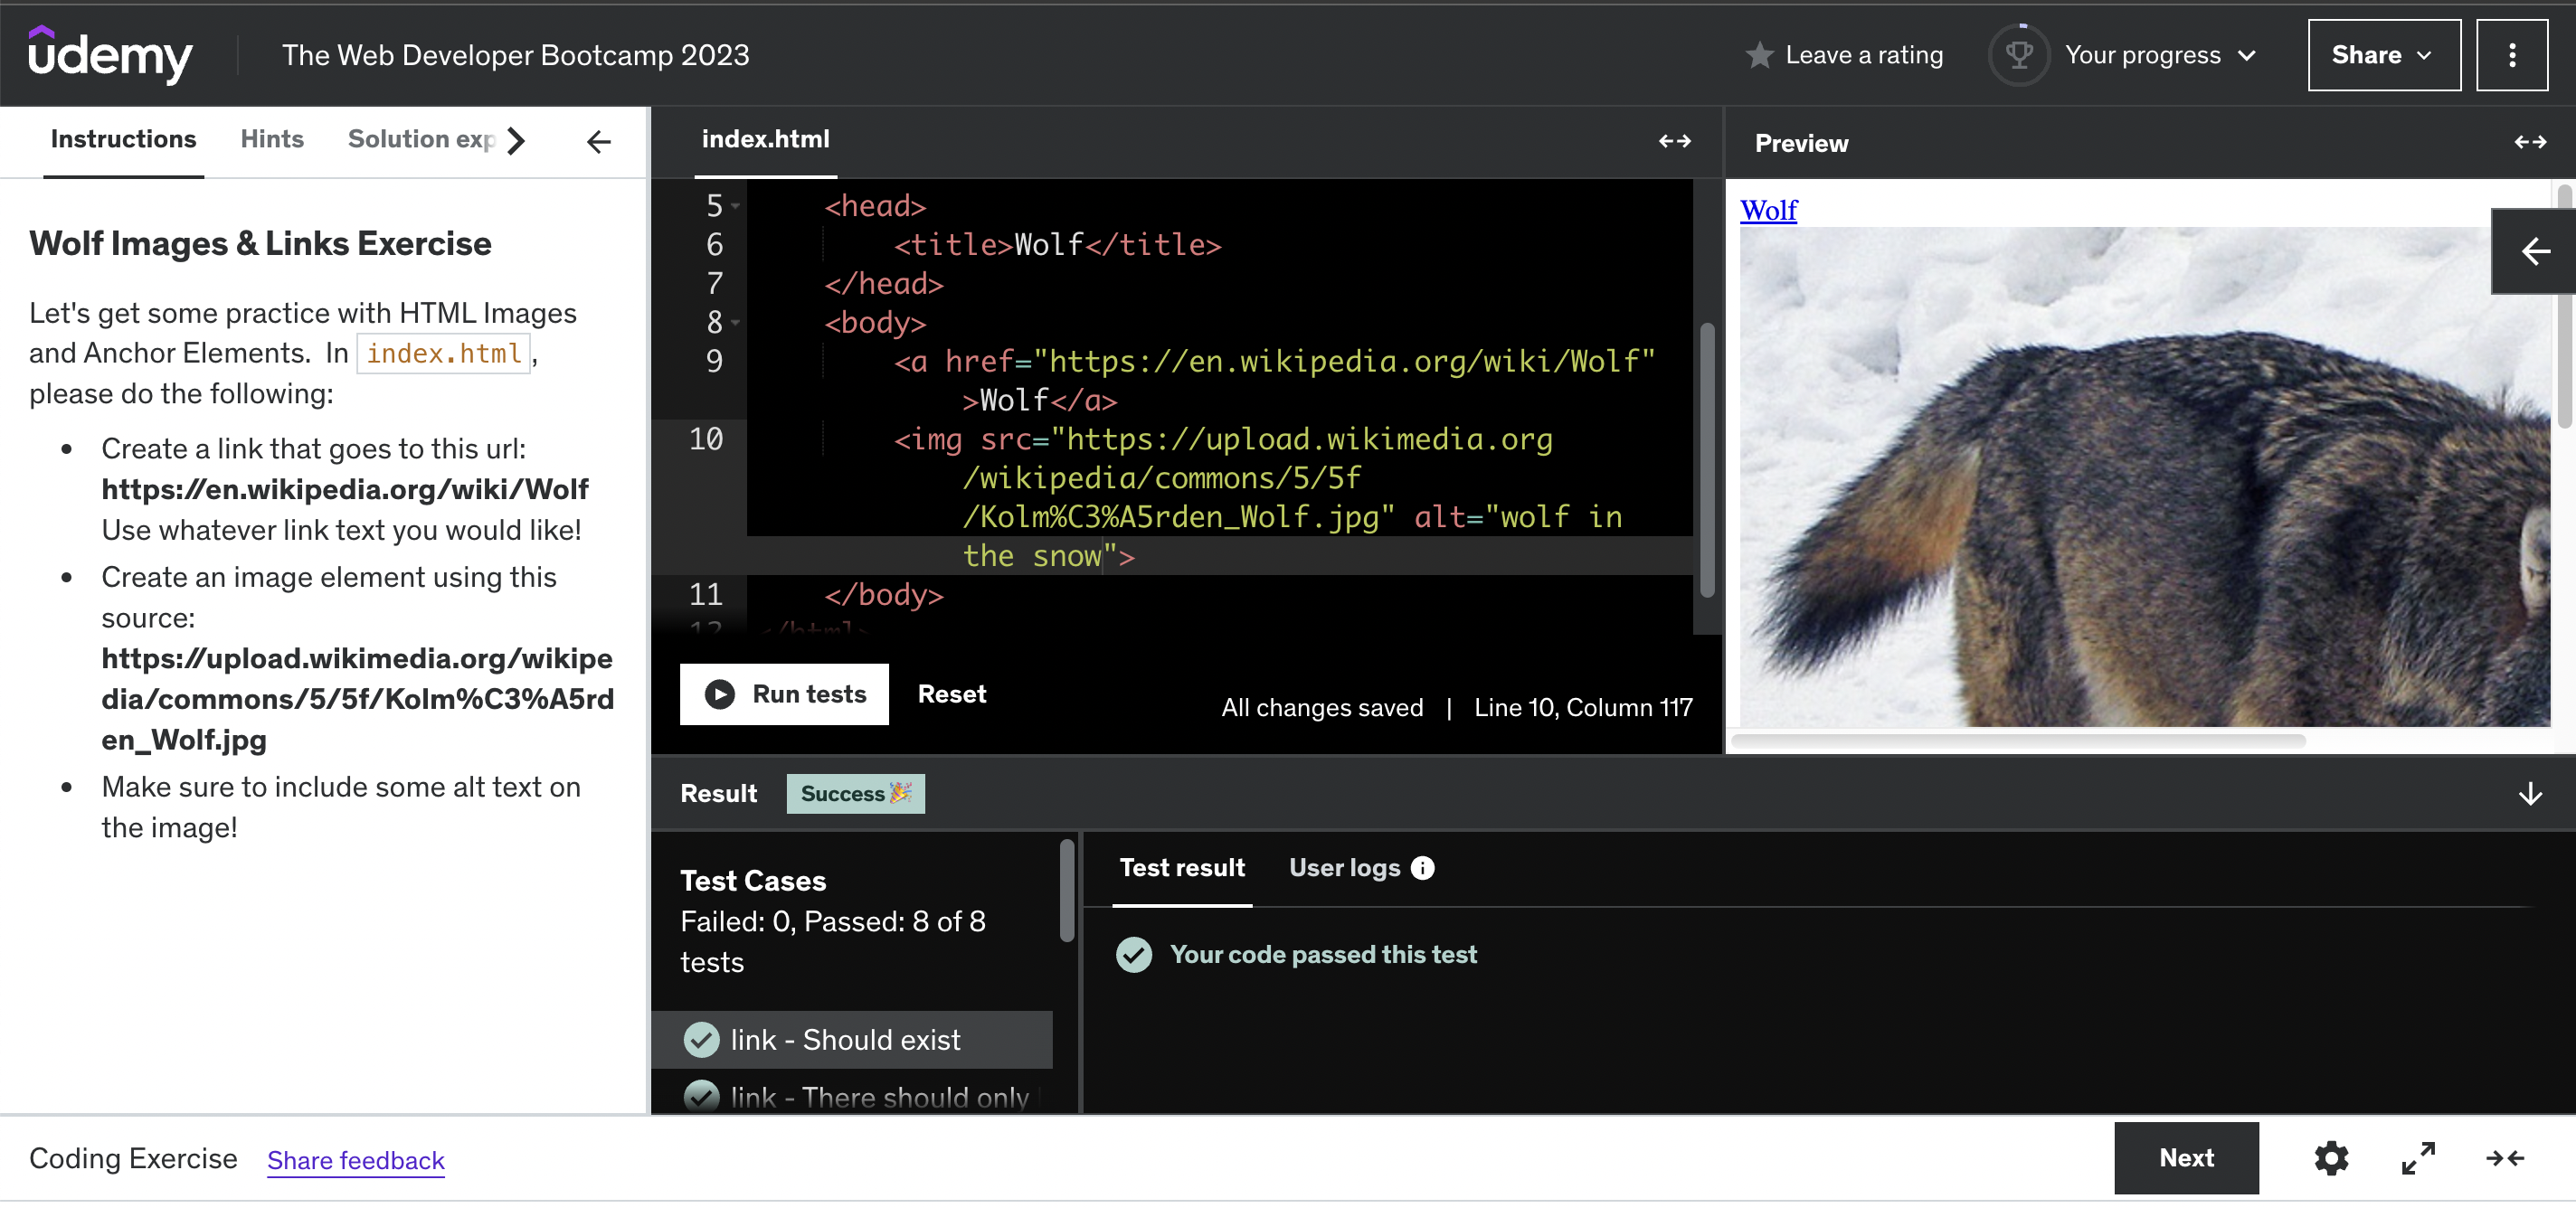 udemy
The Web Developer Bootcamp 2023
Leave a rating
Your progress
Share
Instructions
Hints
Solution exp
index.html
Preview
Wolf Images & Links Exercise
Let's get some practice with HTML Images
and Anchor Elements. In index.html,
please do the following:
• Create a link that goes to this url:
https://en.wikipedia.org/wiki/Wolf
Use whatever link text you would like!
• Create an image element using this
source:
https://upload.wikimedia.org/wikipe
dia/commons/5/5f/Kolm%C3%A5rd
en_Wolf.jpg
• Make sure to include some alt text on
the image!
5 <head>
6 <title>Wolf</title>
7 </head>
8 <body>
9 <a href="https://en.wikipedia.org/wiki/Wolf"
>Wolf</a>
10 <img src="https://upload.wikimedia.org
/wikipedia/commons/5/5f
/Kolm%C3%A5rden_Wolf.jpg" alt="wolf in
the snow">
11 </body>
12 </html>
Run tests
Reset
All changes saved | Line 10, Column 117
Wolf
Result
Success🎉
Test Cases
Failed: 0, Passed: 8 of 8
tests
link - Should exist
link - There should only
Test result
User logs
Your code passed this test
Coding Exercise
Share feedback
Next